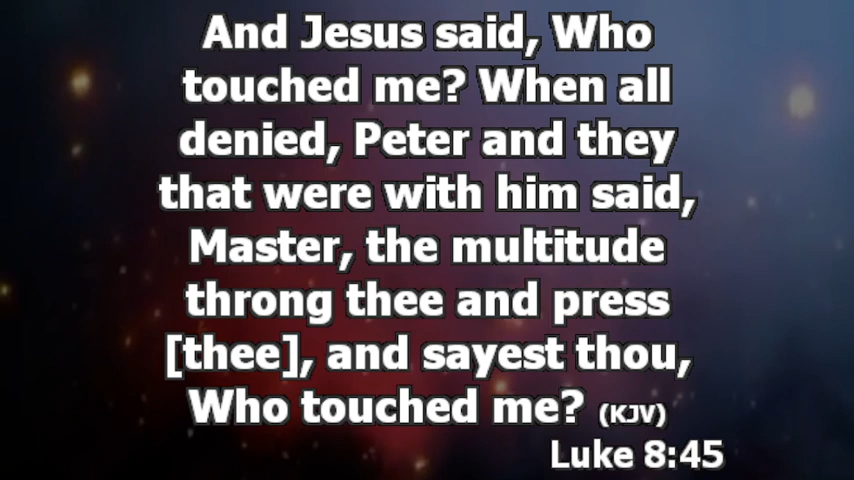 And Jesus said, Who
touched me? When all
denied, Peter and they
that were with him said,
Master, the multitude
throng thee and press
[thee], and sayest thou,
Who touched me? (KJV)
Luke 8:45